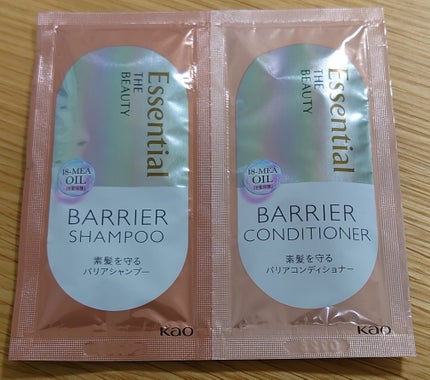 Essential
THE
BEAUTY
18-MEA
OIL
BARRIER
SHAMPOO
素髪を守る
バリアシャンプー
Kao
Essential
THE
BEAUTY
18-MEA
OIL
BARRIER
CONDITIONER
素髪を守る
バリアコンディショナー
Kao